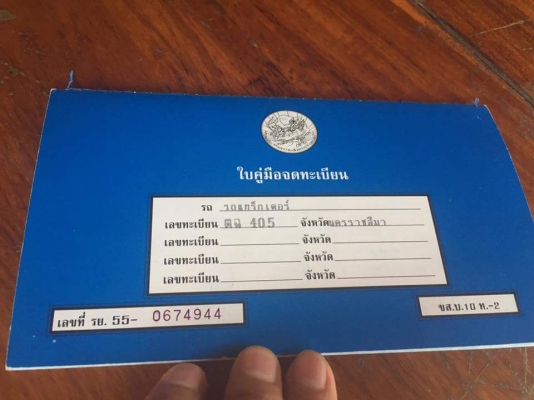 ใบคู่มือจดทะเบียน
รถ รถแทรีกเตอร์
เลขทะเบียน ตฉ 405 จังหวัดนครราชสีมา
เลขทะเบียน จังหวัด
เลขทะเบียน จังหวัด
เลขทะเบียน จังหวัด
เลขที่ รย. 55- 0674944
ขส.บ.10 ท.-2